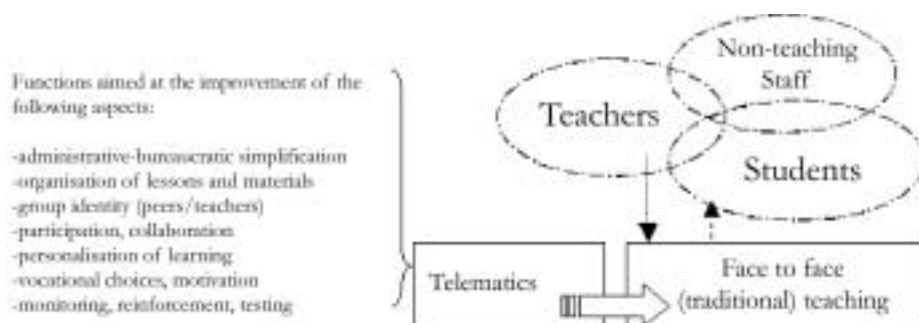 Functions aimed at the improvement of the
following aspects:
-administrative-bureaucratic simplification
-organisation of lessons and materials
-group identity (peers/teachers)
-participation, collaboration
-personalisation of learning
-vocational choices, motivation
-monitoring, reinforcement, testing
Non-teaching
Staff
Teachers
Students
Telematics
Face to face
(traditional) teaching